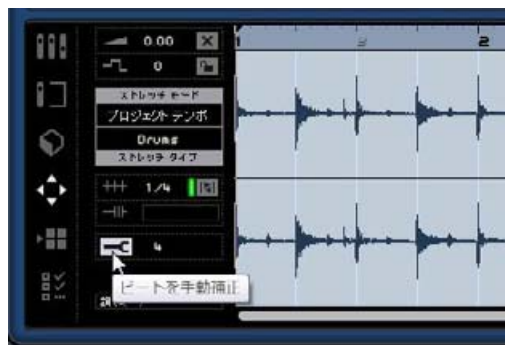 0.00
0
ストレッチ モード
プロジェクト テンポ
Drums
ストレッチ タイプ
1/4
4
ビートを手動補正
3
2